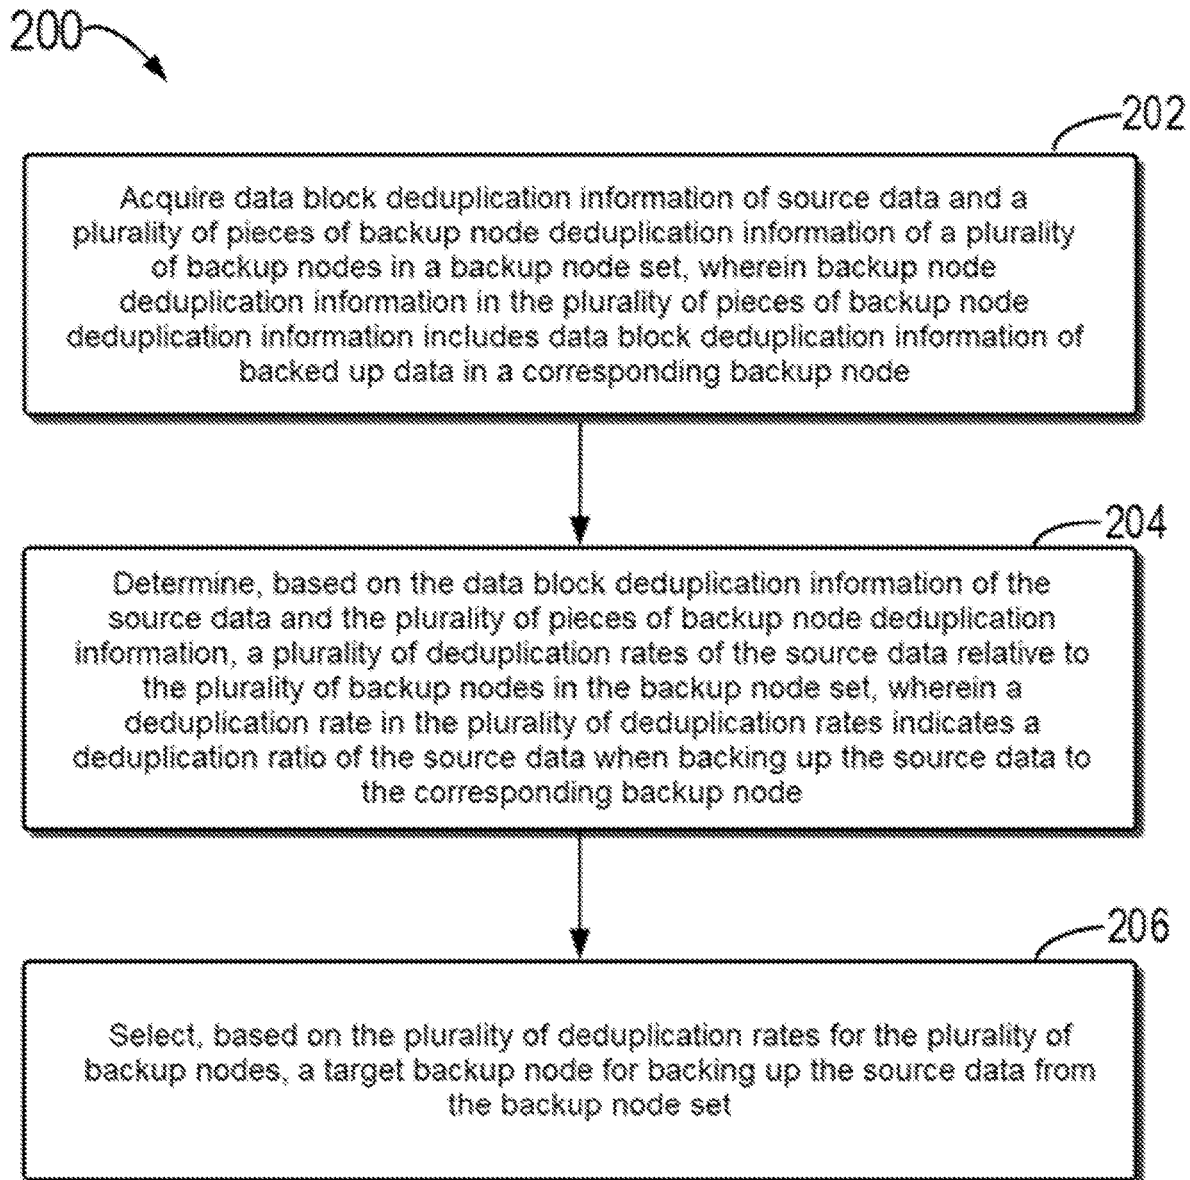 200
202
Acquire data block deduplication information of source data and a
plurality of pieces of backup node deduplication information of a plurality
of backup nodes in a backup node set, wherein backup node
deduplication information in the plurality of pieces of backup node
deduplication information includes data block deduplication information of
backed up data in a corresponding backup node
204
Determine, based on the data block deduplication information of the
source data and the plurality of pieces of backup node deduplication
information, a plurality of deduplication rates of the source data relative to
the plurality of backup nodes in the backup node set, wherein a
deduplication rate in the plurality of deduplication rates indicates a
deduplication ratio of the source data when backing up the source data to
the corresponding backup node
206
Select, based on the plurality of deduplication rates for the plurality of
backup nodes, a target backup node for backing up the source data from
the backup node set